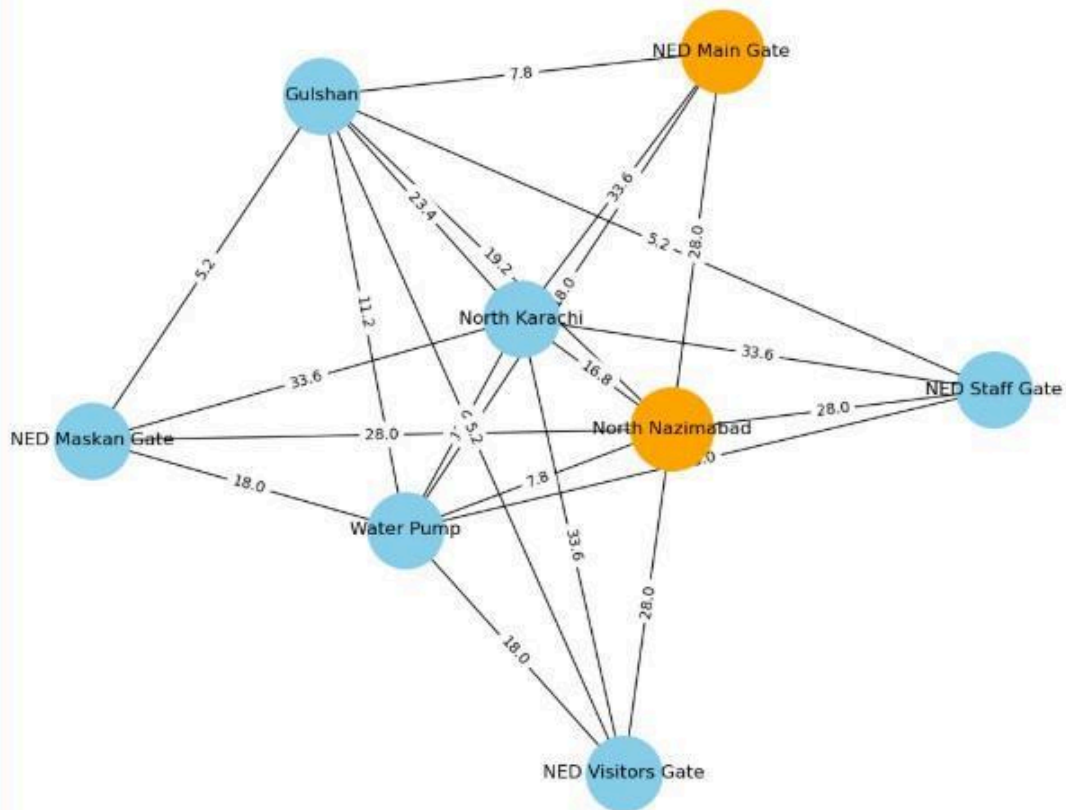 NED Main Gate
7.8
Gulshan
33.6
23.4
28.0
5.2
19.2
5.2
11.2
North Karachi
33.6
16.8
33.6
NED Staff Gate
28.0
5.2
North Nazimabad
28.0
NED Maskan Gate
7.8
18.0
Water Pump
33.6
28.0
18.0
NED Visitors Gate